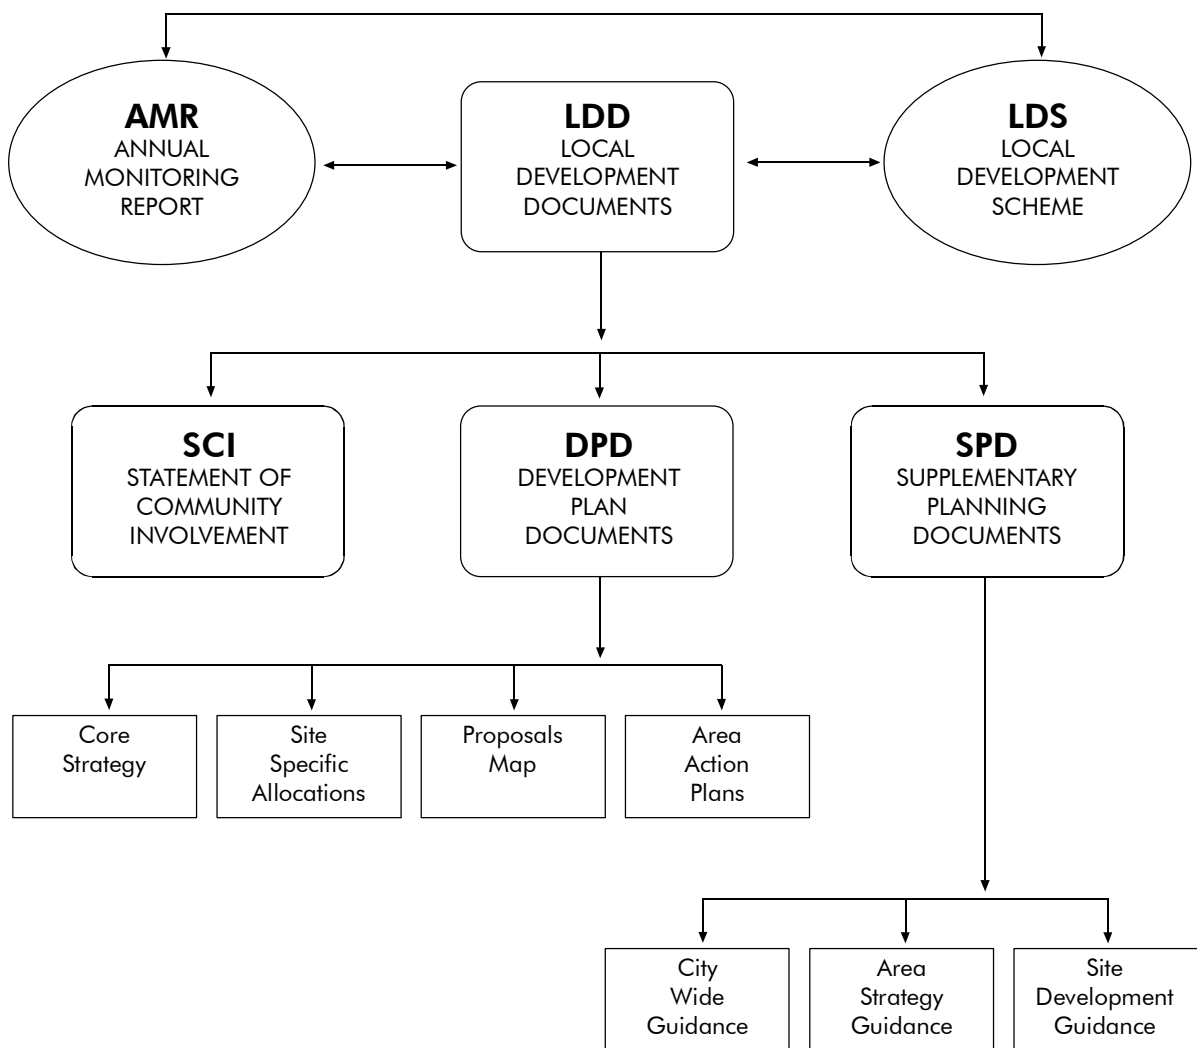 AMR
ANNUAL
MONITORING
REPORT
LDD
LOCAL
DEVELOPMENT
DOCUMENTS
LDS
LOCAL
DEVELOPMENT
SCHEME
SCI
STATEMENT OF
COMMUNITY
INVOLVEMENT
DPD
DEVELOPMENT
PLAN
DOCUMENTS
SPD
SUPPLEMENTARY
PLANNING
DOCUMENTS
Core
Strategy
Site
Specific
Allocations
Proposals
Map
Area
Action
Plans
City
Wide
Guidance
Area
Strategy
Guidance
Site
Development
Guidance